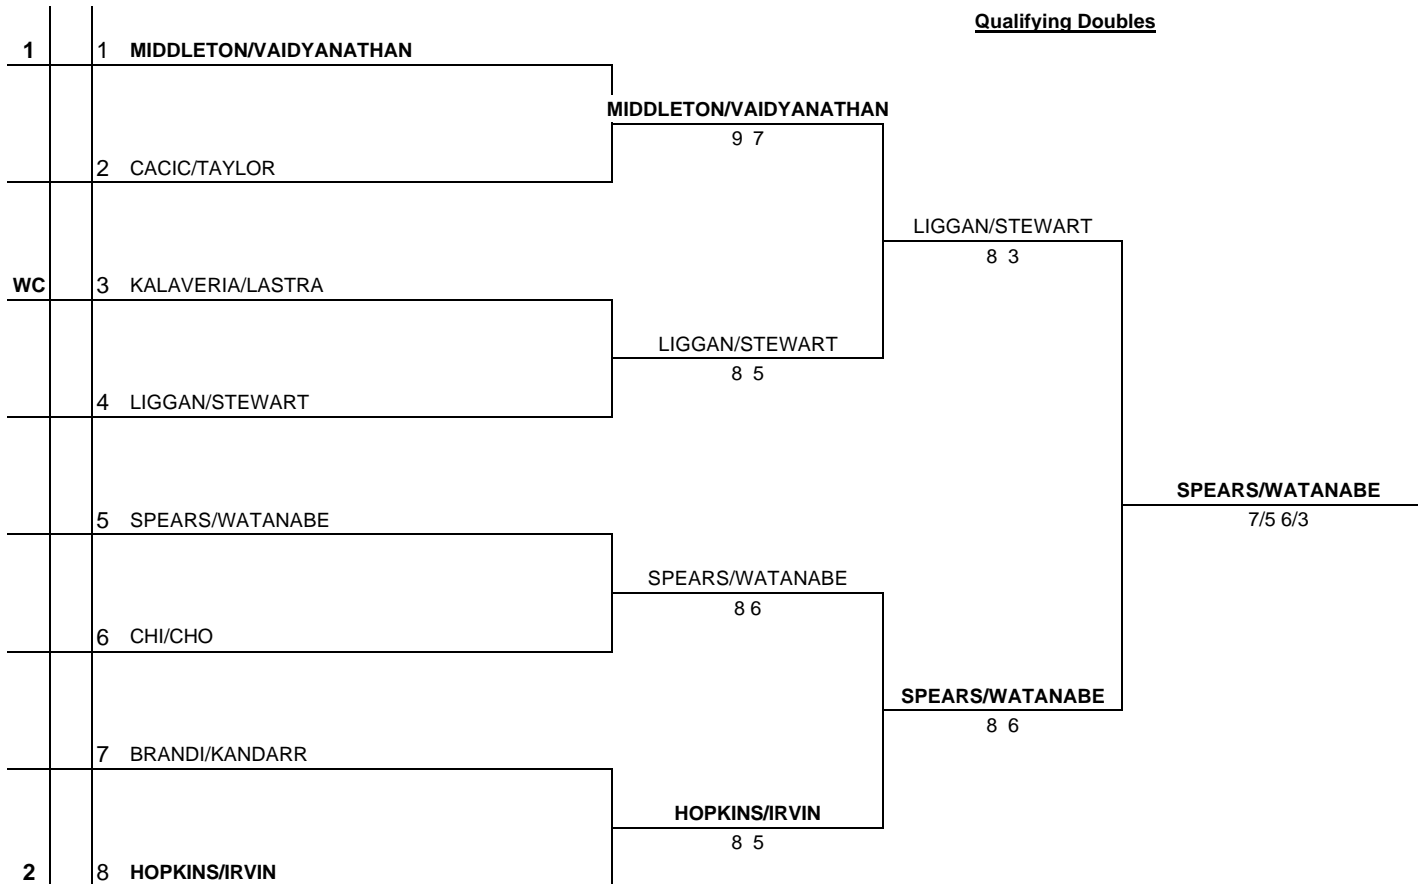 Qualifying Doubles
1 1 MIDDLETON/VAIDYANATHAN
MIDDLETON/VAIDYANATHAN
9 7
2 CACIC/TAYLOR
LIGGAN/STEWART
8 3
WC 3 KALAVERIA/LASTRA
LIGGAN/STEWART
8 5
4 LIGGAN/STEWART
SPEARS/WATANABE
7/5 6/3
5 SPEARS/WATANABE
SPEARS/WATANABE
8 6
6 CHI/CHO
SPEARS/WATANABE
8 6
7 BRANDI/KANDARR
HOPKINS/IRVIN
8 5
2 8 HOPKINS/IRVIN